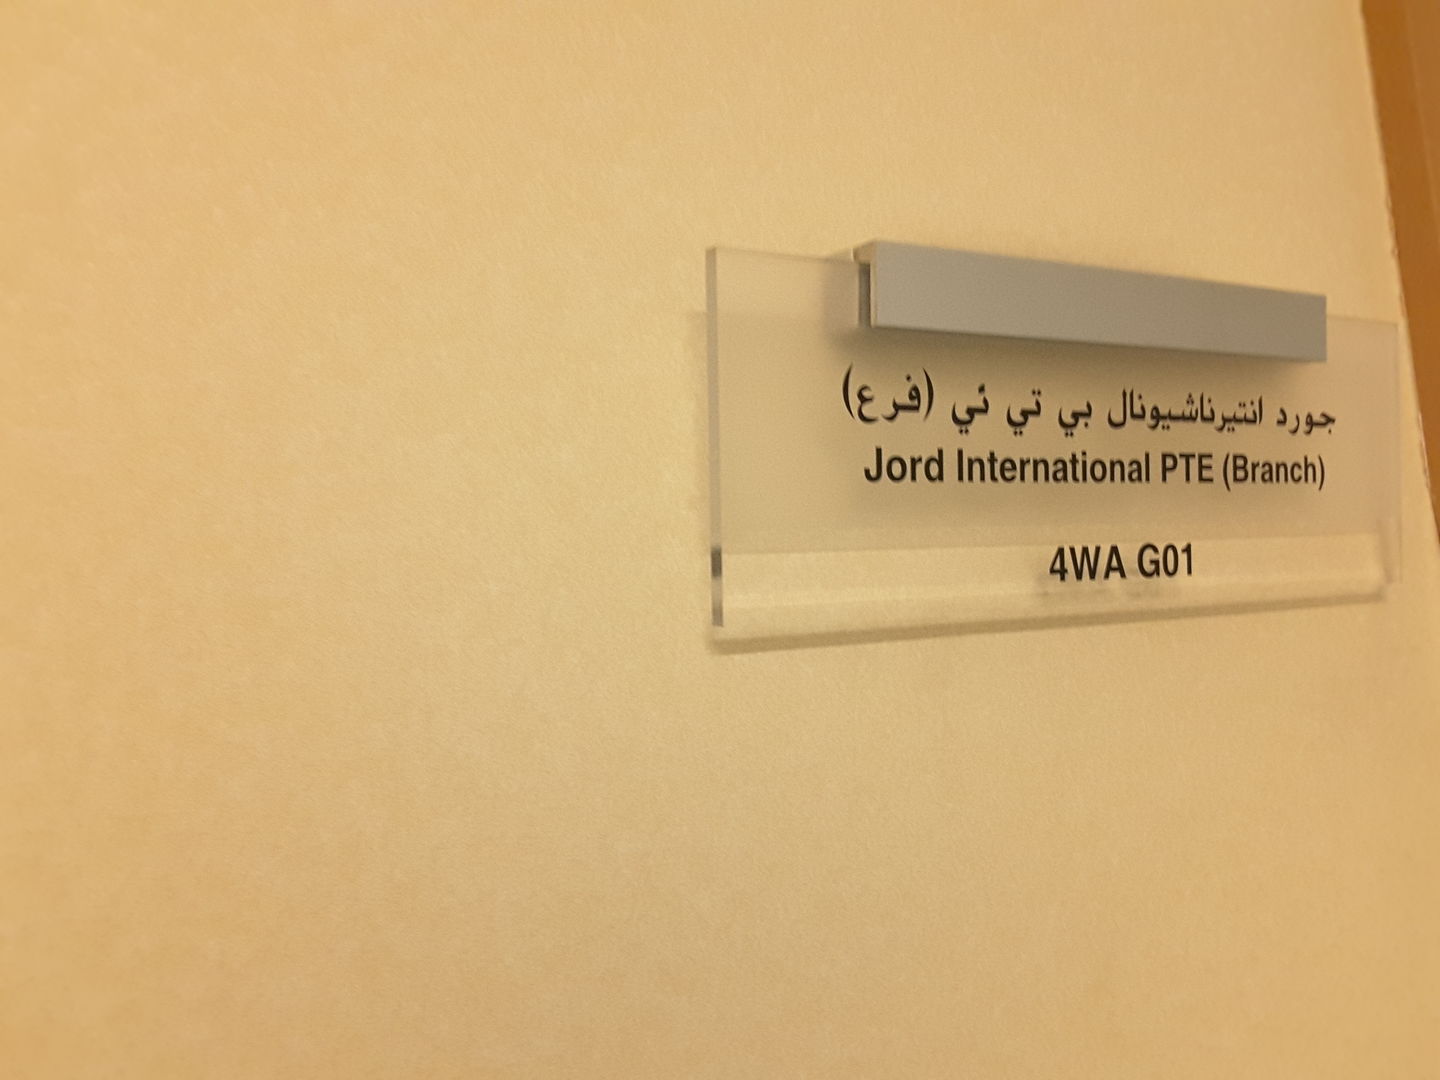 جورد انتيرناشيونال بي تي ئي (فرع)
Jord International PTE (Branch)
4WA G01